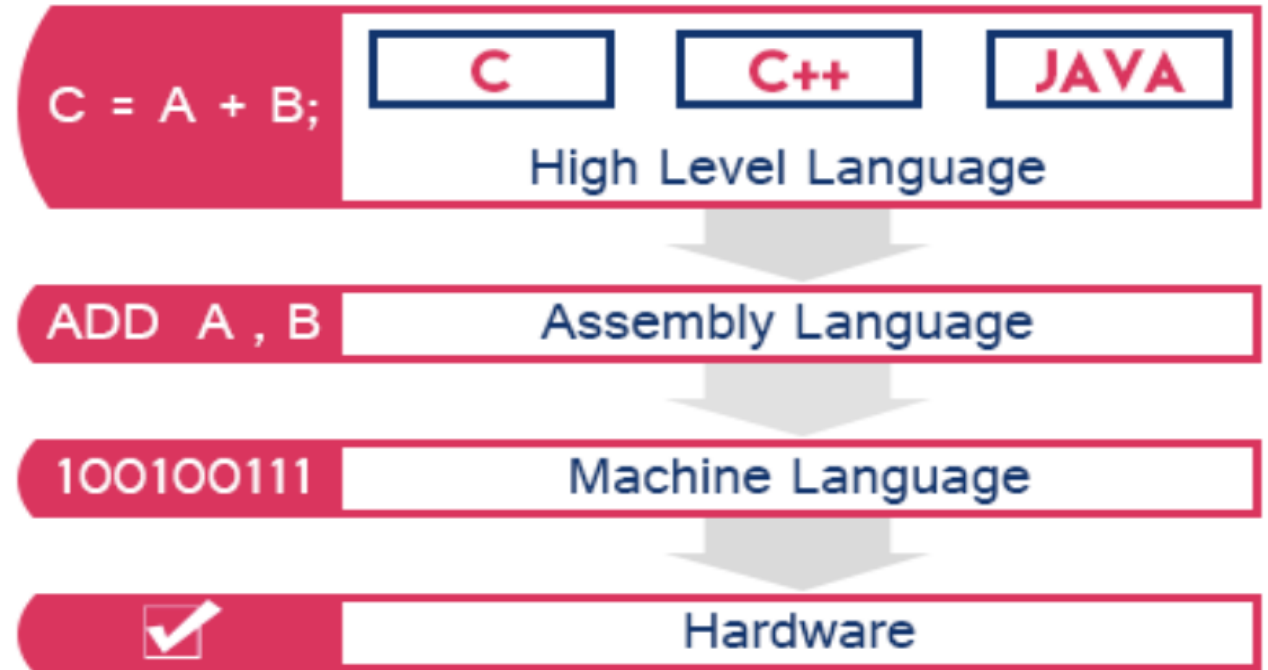 C = A + B;
C C++ JAVA
High Level Language
ADD A , B
Assembly Language
100100111
Machine Language
Hardware